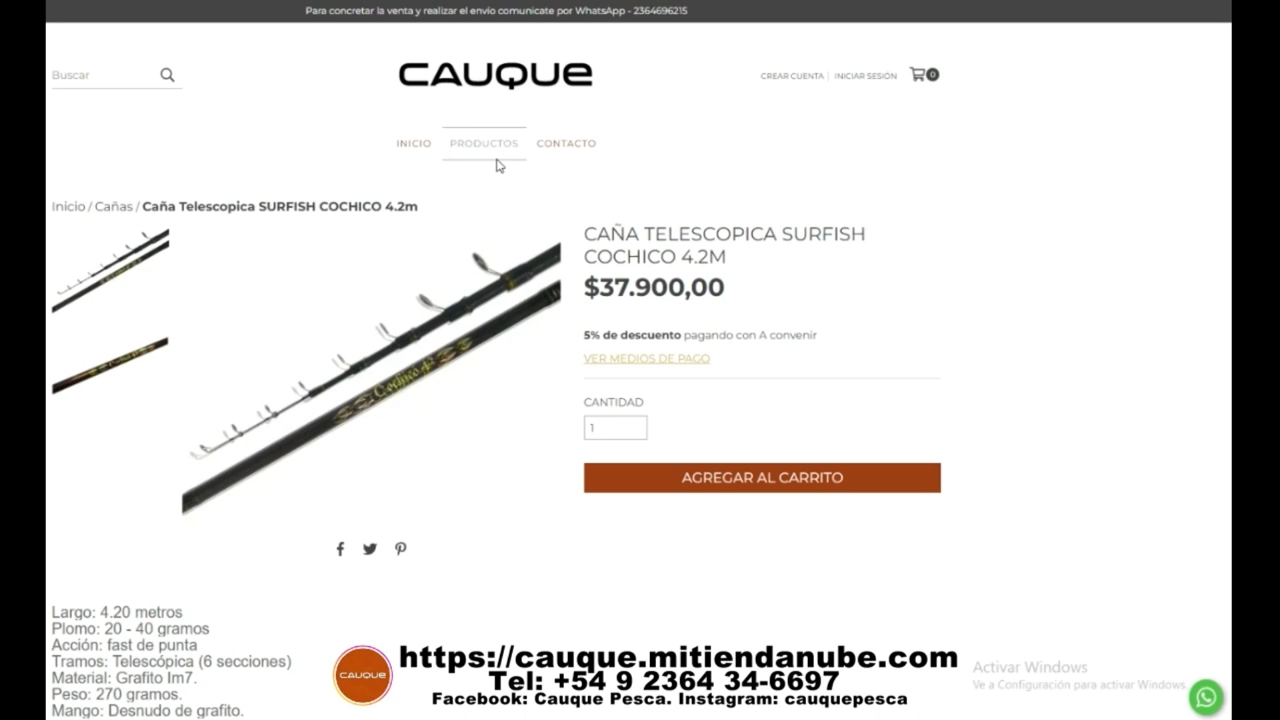 Para concretar la venta y realizar el envío comunicate por WhatsApp - 2364696215
Buscar
CAUQUE
CREAR CUENTA | INICIAR SESIÓN
0
INICIO
PRODUCTOS
CONTACTO
Inicio / Cañas / Caña Telescopica SURFISH COCHICO 4.2m
CAÑA TELESCOPICA SURFISH
COCHICO 4.2M
$37.900,00
5% de descuento pagando con A convenir
VER MEDIOS DE PAGO
CANTIDAD
1
AGREGAR AL CARRITO
Cochico
Largo: 4.20 metros
Plomo: 20 - 40 gramos
Acción: fast de punta
Tramos: Telescópica (6 secciones)
Material: Grafito Im7.
Peso: 270 gramos.
Mango: Desnudo de grafito.
CAUQUE
https://cauque.mitiendanube.com
Tel: +54 9 2364 34-6697
Facebook: Cauque Pesca. Instagram: cauquepesca
Activar Windows
Ve a Configuración para activar Windows.